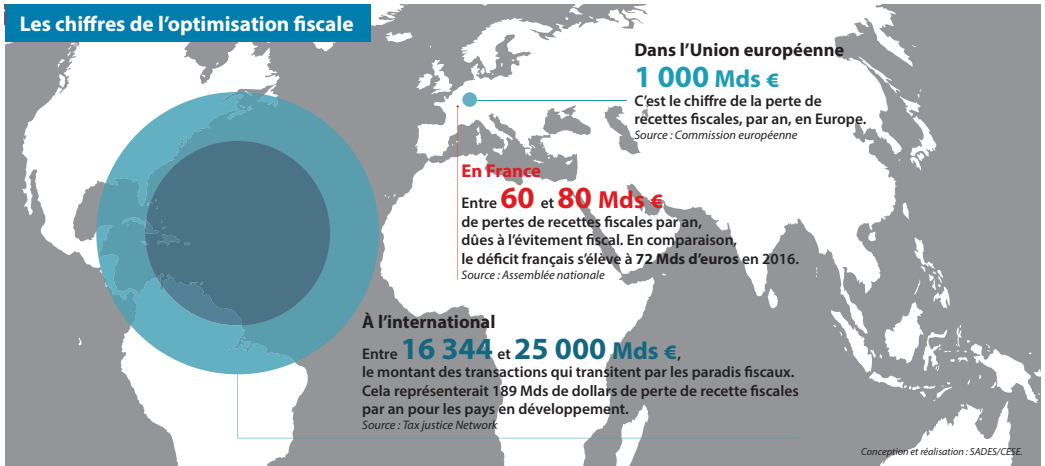 Les chiffres de l’optimisation fiscale
Dans l’Union européenne
1 000 Mds €
C’est le chiffre de la perte de
recettes fiscales, par an, en Europe.
Source : Commission européenne
En France
Entre 60 et 80 Mds €
de pertes de recettes fiscales par an,
dûes à l’évitement fiscal. En comparaison,
le déficit français s’élève à 72 Mds d’euros en 2016.
Source : Assemblée nationale
À l’international
Entre 16 344 et 25 000 Mds €,
le montant des transactions qui transitent par les paradis fiscaux.
Cela représenterait 189 Mds de dollars de perte de recette fiscales
par an pour les pays en développement.
Source : Tax justice Network
Conception et réalisation : SADES/CESE.